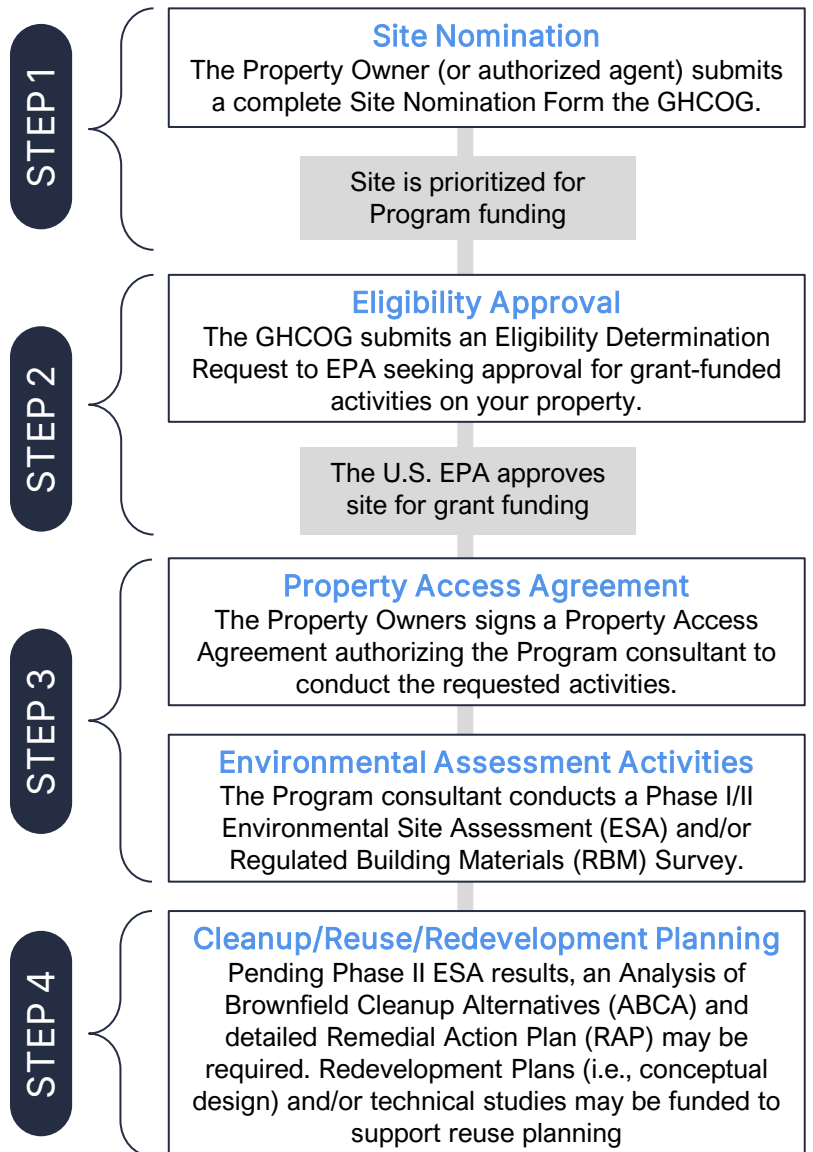 STEP 1
Site Nomination
The Property Owner (or authorized agent) submits
a complete Site Nomination Form the GHCOG.
Site is prioritized for
Program funding
STEP 2
Eligibility Approval
The GHCOG submits an Eligibility Determination
Request to EPA seeking approval for grant-funded
activities on your property.
The U.S. EPA approves
site for grant funding
STEP 3
Property Access Agreement
The Property Owners signs a Property Access
Agreement authorizing the Program consultant to
conduct the requested activities.
Environmental Assessment Activities
The Program consultant conducts a Phase I/II
Environmental Site Assessment (ESA) and/or
Regulated Building Materials (RBM) Survey.
STEP 4
Cleanup/Reuse/Redevelopment Planning
Pending Phase II ESA results, an Analysis of
Brownfield Cleanup Alternatives (ABCA) and
detailed Remedial Action Plan (RAP) may be
required. Redevelopment Plans (i.e., conceptual
design) and/or technical studies may be funded to
support reuse planning